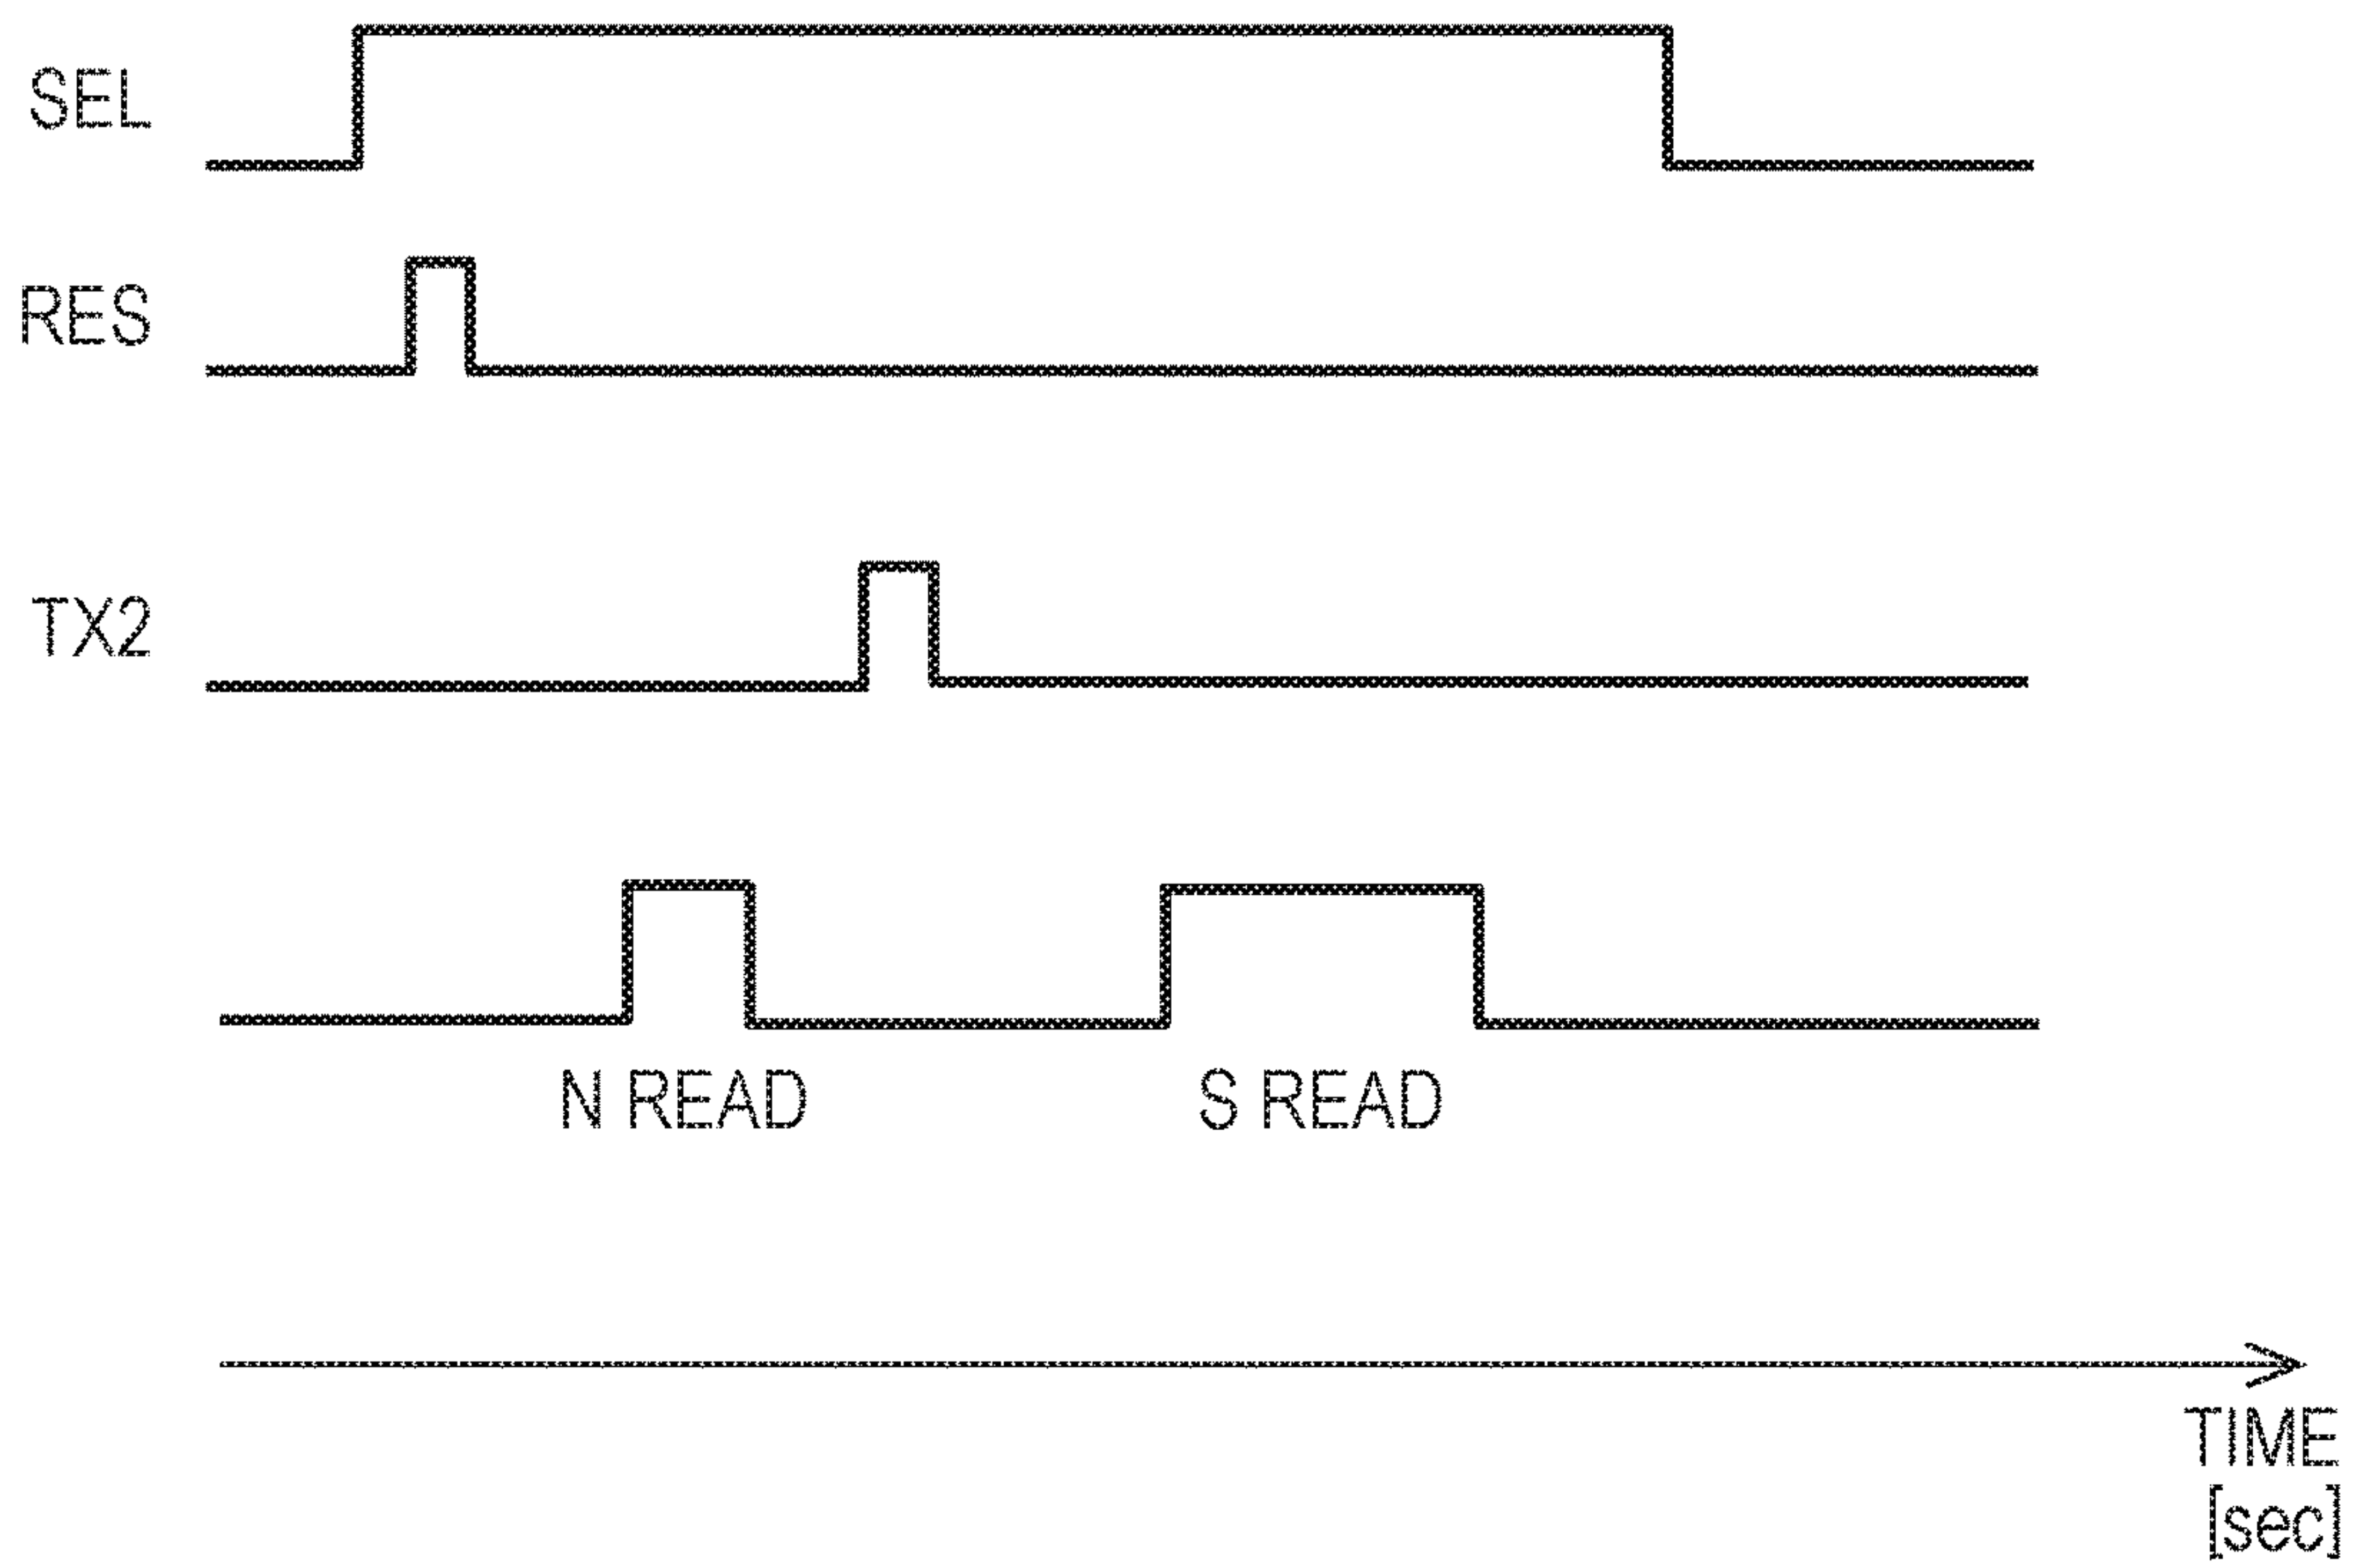 SEL
RES
TX2
N READ S READ
TIME
[sec]